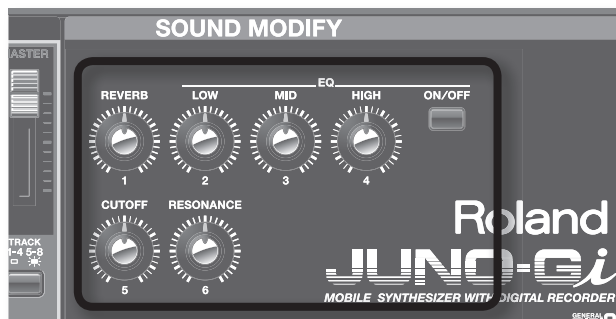 SOUND MODIFY
ASTER
EQ
REVERB LOW MID HIGH ON/OFF
1 2 3 4
CUTOFF RESONANCE
5 6
TRACK
1-4 5-8
Roland
JUNO-Gi
MOBILE SYNTHESIZER WITH DIGITAL RECORDER
GENERAL